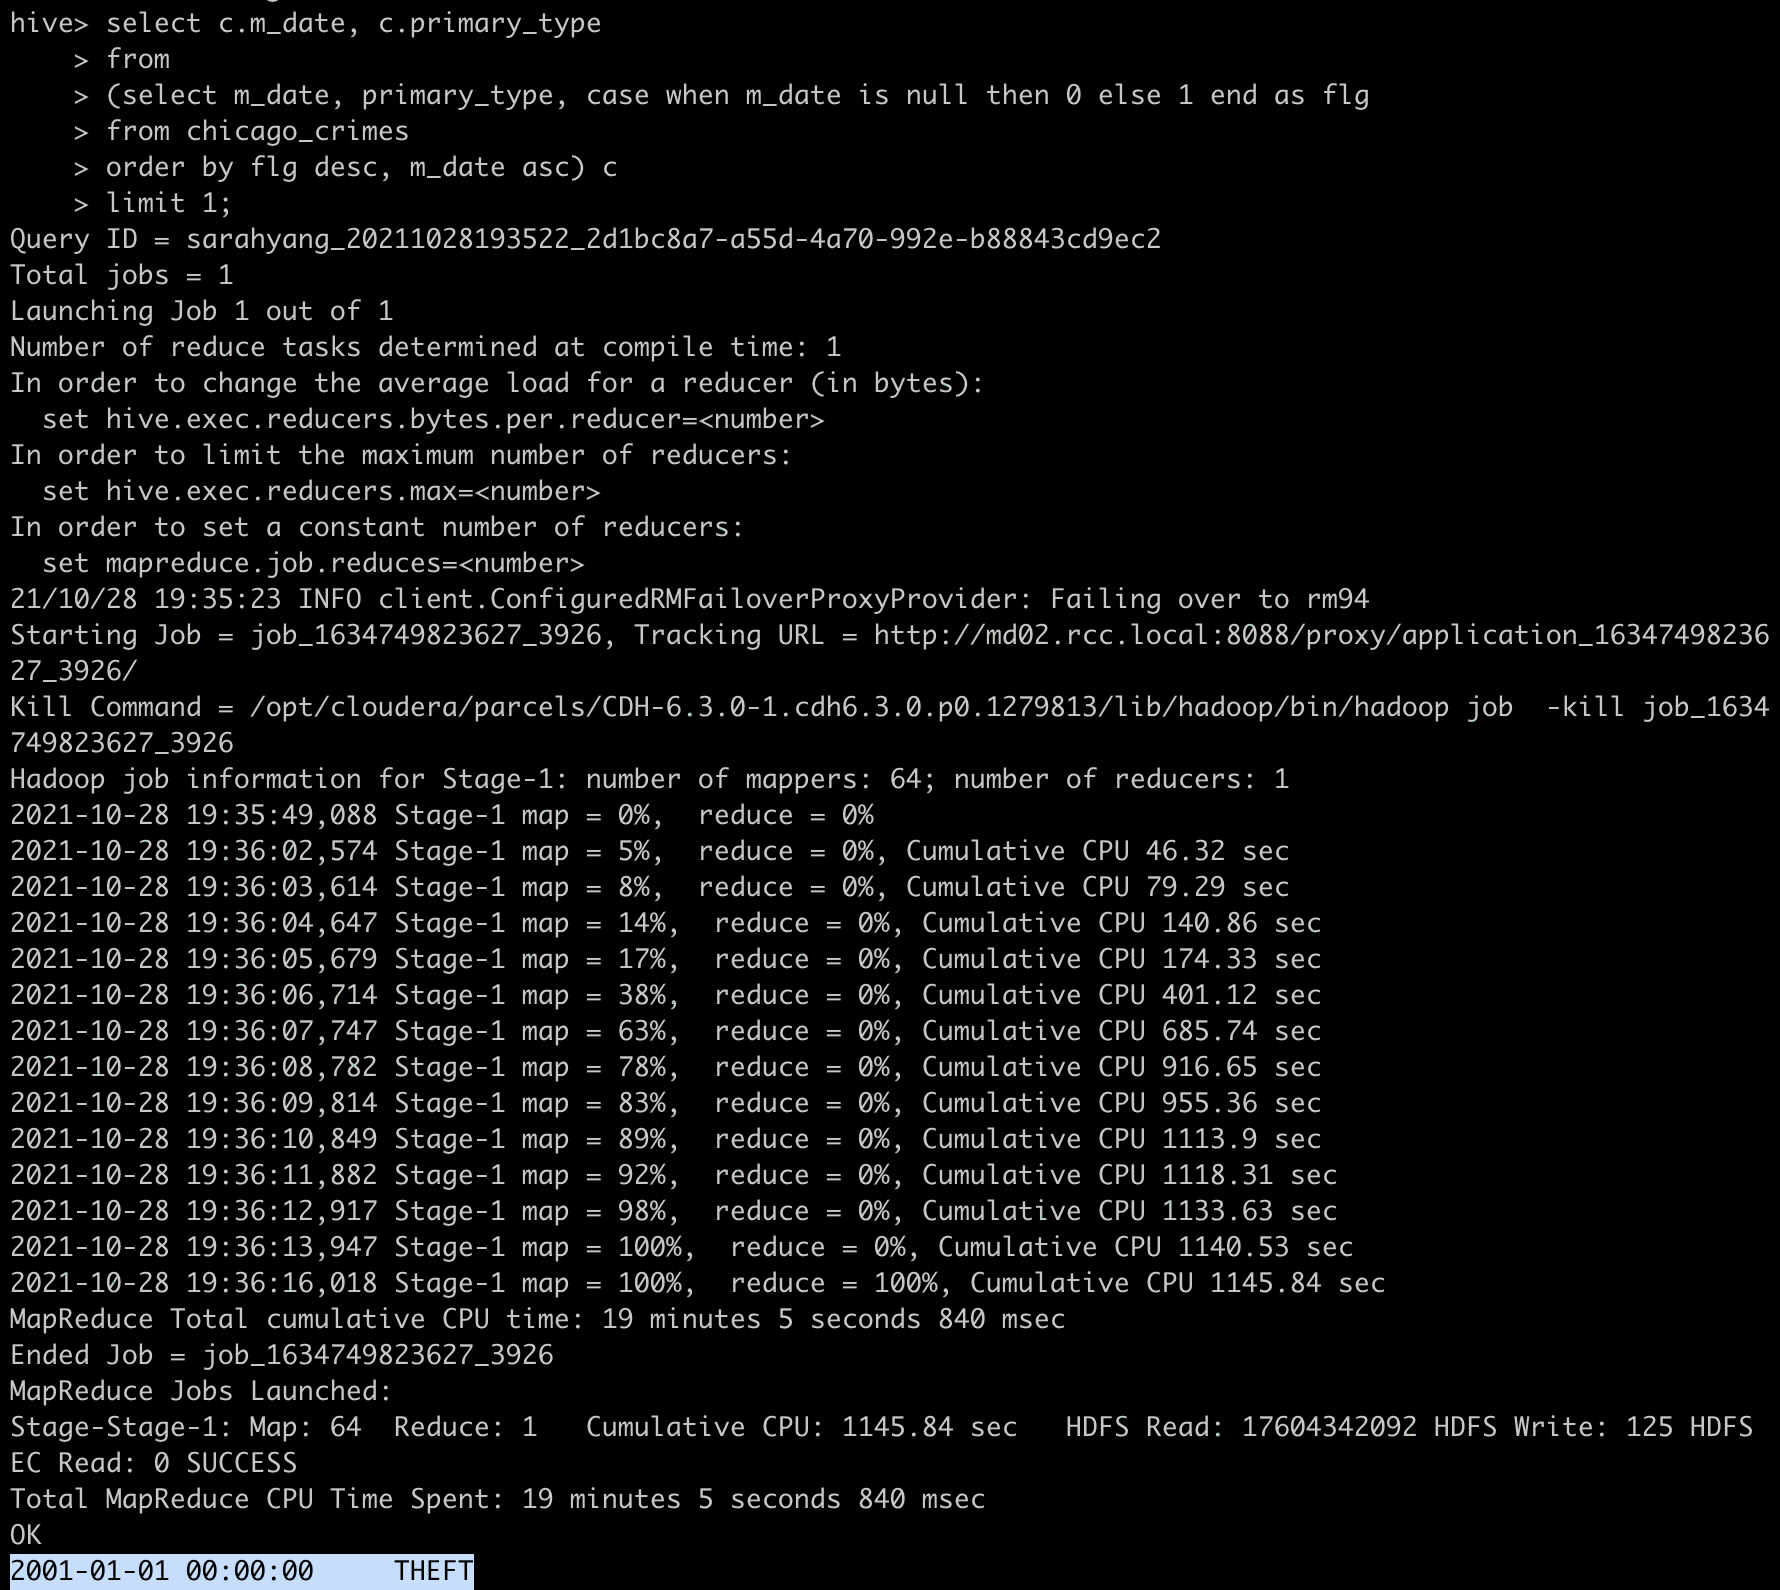 hive> select c.m_date, c.primary_type
    > from
    > (select m_date, primary_type, case when m_date is null then 0 else 1 end as flg
    > from chicago_crimes
    > order by flg desc, m_date asc) c
    > limit 1;
Query ID = sarahyang_20211028193522_2d1bc8a7-a55d-4a70-992e-b88843cd9ec2
Total jobs = 1
Launching Job 1 out of 1
Number of reduce tasks determined at compile time: 1
In order to change the average load for a reducer (in bytes):
  set hive.exec.reducers.bytes.per.reducer=<number>
In order to limit the maximum number of reducers:
  set hive.exec.reducers.max=<number>
In order to set a constant number of reducers:
  set mapreduce.job.reduces=<number>
21/10/28 19:35:23 INFO client.ConfiguredRMFailoverProxyProvider: Failing over to rm94
Starting Job = job_1634749823627_3926, Tracking URL = http://md02.rcc.local:8088/proxy/application_16347498236
27_3926/
Kill Command = /opt/cloudera/parcels/CDH-6.3.0-1.cdh6.3.0.p0.1279813/lib/hadoop/bin/hadoop job  -kill job_1634
749823627_3926
Hadoop job information for Stage-1: number of mappers: 64; number of reducers: 1
2021-10-28 19:35:49,088 Stage-1 map = 0%,  reduce = 0%
2021-10-28 19:36:02,574 Stage-1 map = 5%,  reduce = 0%, Cumulative CPU 46.32 sec
2021-10-28 19:36:03,614 Stage-1 map = 8%,  reduce = 0%, Cumulative CPU 79.29 sec
2021-10-28 19:36:04,647 Stage-1 map = 14%,  reduce = 0%, Cumulative CPU 140.86 sec
2021-10-28 19:36:05,679 Stage-1 map = 17%,  reduce = 0%, Cumulative CPU 174.33 sec
2021-10-28 19:36:06,714 Stage-1 map = 38%,  reduce = 0%, Cumulative CPU 401.12 sec
2021-10-28 19:36:07,747 Stage-1 map = 63%,  reduce = 0%, Cumulative CPU 685.74 sec
2021-10-28 19:36:08,782 Stage-1 map = 78%,  reduce = 0%, Cumulative CPU 916.65 sec
2021-10-28 19:36:09,814 Stage-1 map = 83%,  reduce = 0%, Cumulative CPU 955.36 sec
2021-10-28 19:36:10,849 Stage-1 map = 89%,  reduce = 0%, Cumulative CPU 1113.9 sec
2021-10-28 19:36:11,882 Stage-1 map = 92%,  reduce = 0%, Cumulative CPU 1118.31 sec
2021-10-28 19:36:12,917 Stage-1 map = 98%,  reduce = 0%, Cumulative CPU 1133.63 sec
2021-10-28 19:36:13,947 Stage-1 map = 100%,  reduce = 0%, Cumulative CPU 1140.53 sec
2021-10-28 19:36:16,018 Stage-1 map = 100%,  reduce = 100%, Cumulative CPU 1145.84 sec
MapReduce Total cumulative CPU time: 19 minutes 5 seconds 840 msec
Ended Job = job_1634749823627_3926
MapReduce Jobs Launched:
Stage-Stage-1: Map: 64  Reduce: 1   Cumulative CPU: 1145.84 sec   HDFS Read: 17604342092 HDFS Write: 125 HDFS
EC Read: 0 SUCCESS
Total MapReduce CPU Time Spent: 19 minutes 5 seconds 840 msec
OK
2001-01-01 00:00:00     THEFT